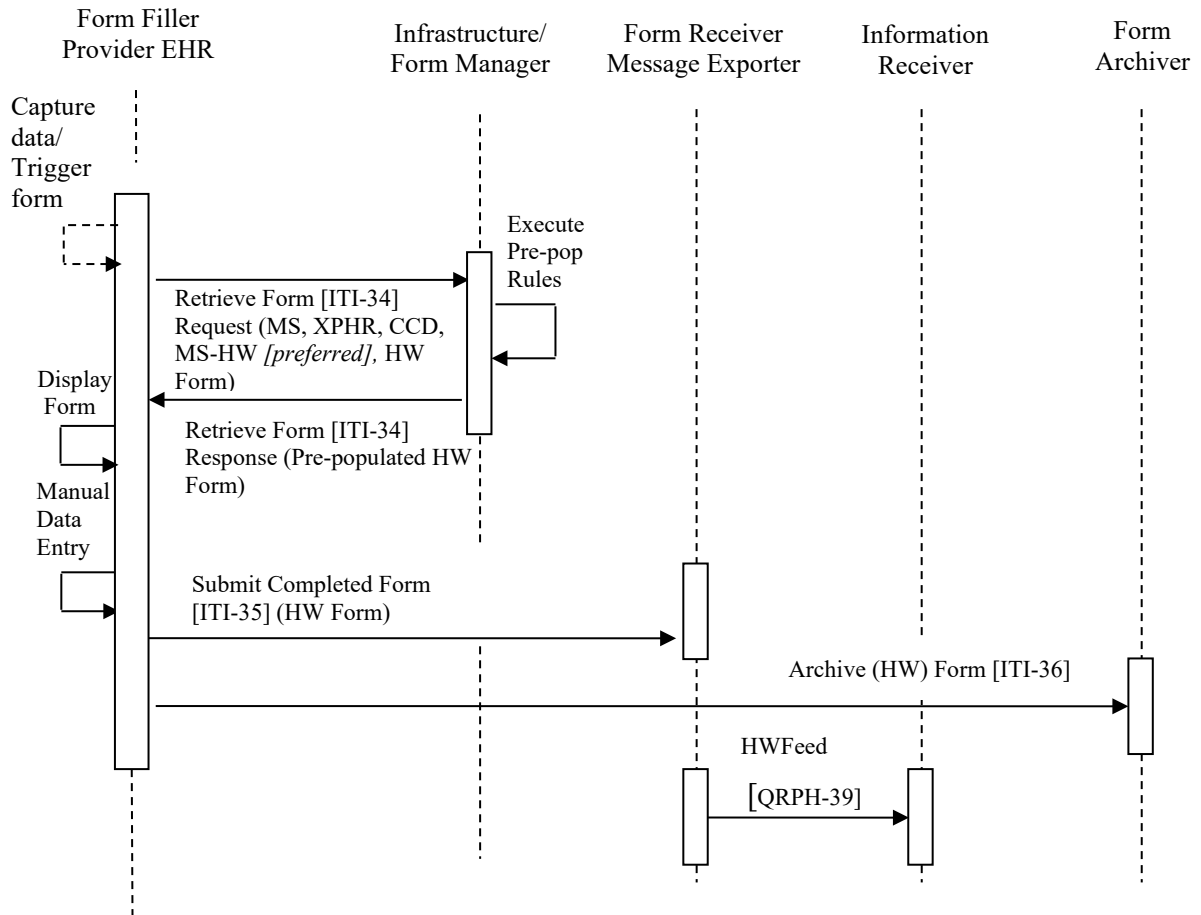 Form Filler
Provider EHR
Infrastructure/
Form Manager
Form Receiver
Message Exporter
Information
Receiver
Form
Archiver
Capture
data/
Trigger
form
Execute
Pre-pop
Rules
Retrieve Form [ITI-34]
Request (MS, XPHR, CCD,
MS-HW [preferred], HW
Form)
Display
Form
Retrieve Form [ITI-34]
Response (Pre-populated HW
Form)
Manual
Data
Entry
Submit Completed Form
[ITI-35] (HW Form)
Archive (HW) Form [ITI-36]
HWFeed
[QRPH-39]